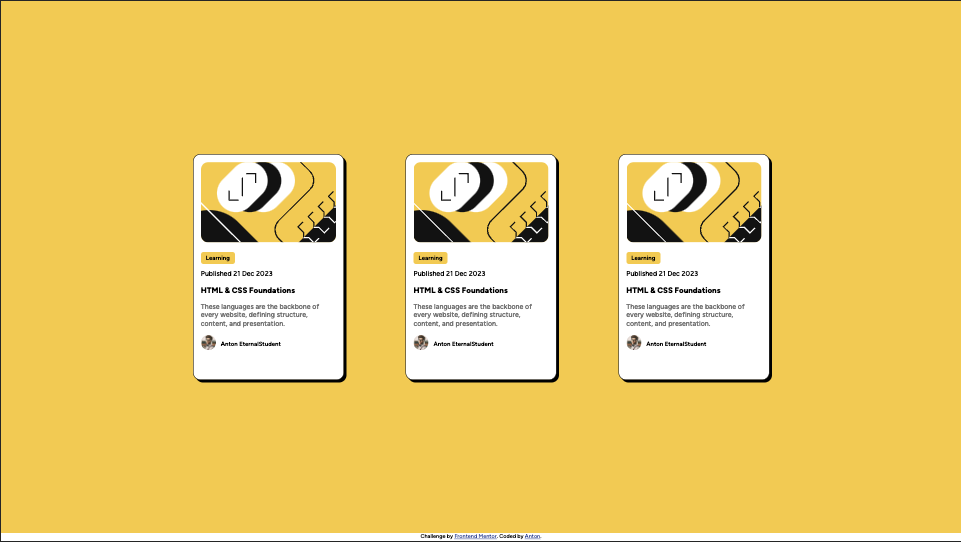 Learning
Published 21 Dec 2023
HTML & CSS Foundations
These languages are the backbone of
every website, defining structure,
content, and presentation.
Anton EternalStudent
Learning
Published 21 Dec 2023
HTML & CSS Foundations
These languages are the backbone of
every website, defining structure,
content, and presentation.
Anton EternalStudent
Learning
Published 21 Dec 2023
HTML & CSS Foundations
These languages are the backbone of
every website, defining structure,
content, and presentation.
Anton EternalStudent
Challenge by Frontend Mentor. Coded by Anton.